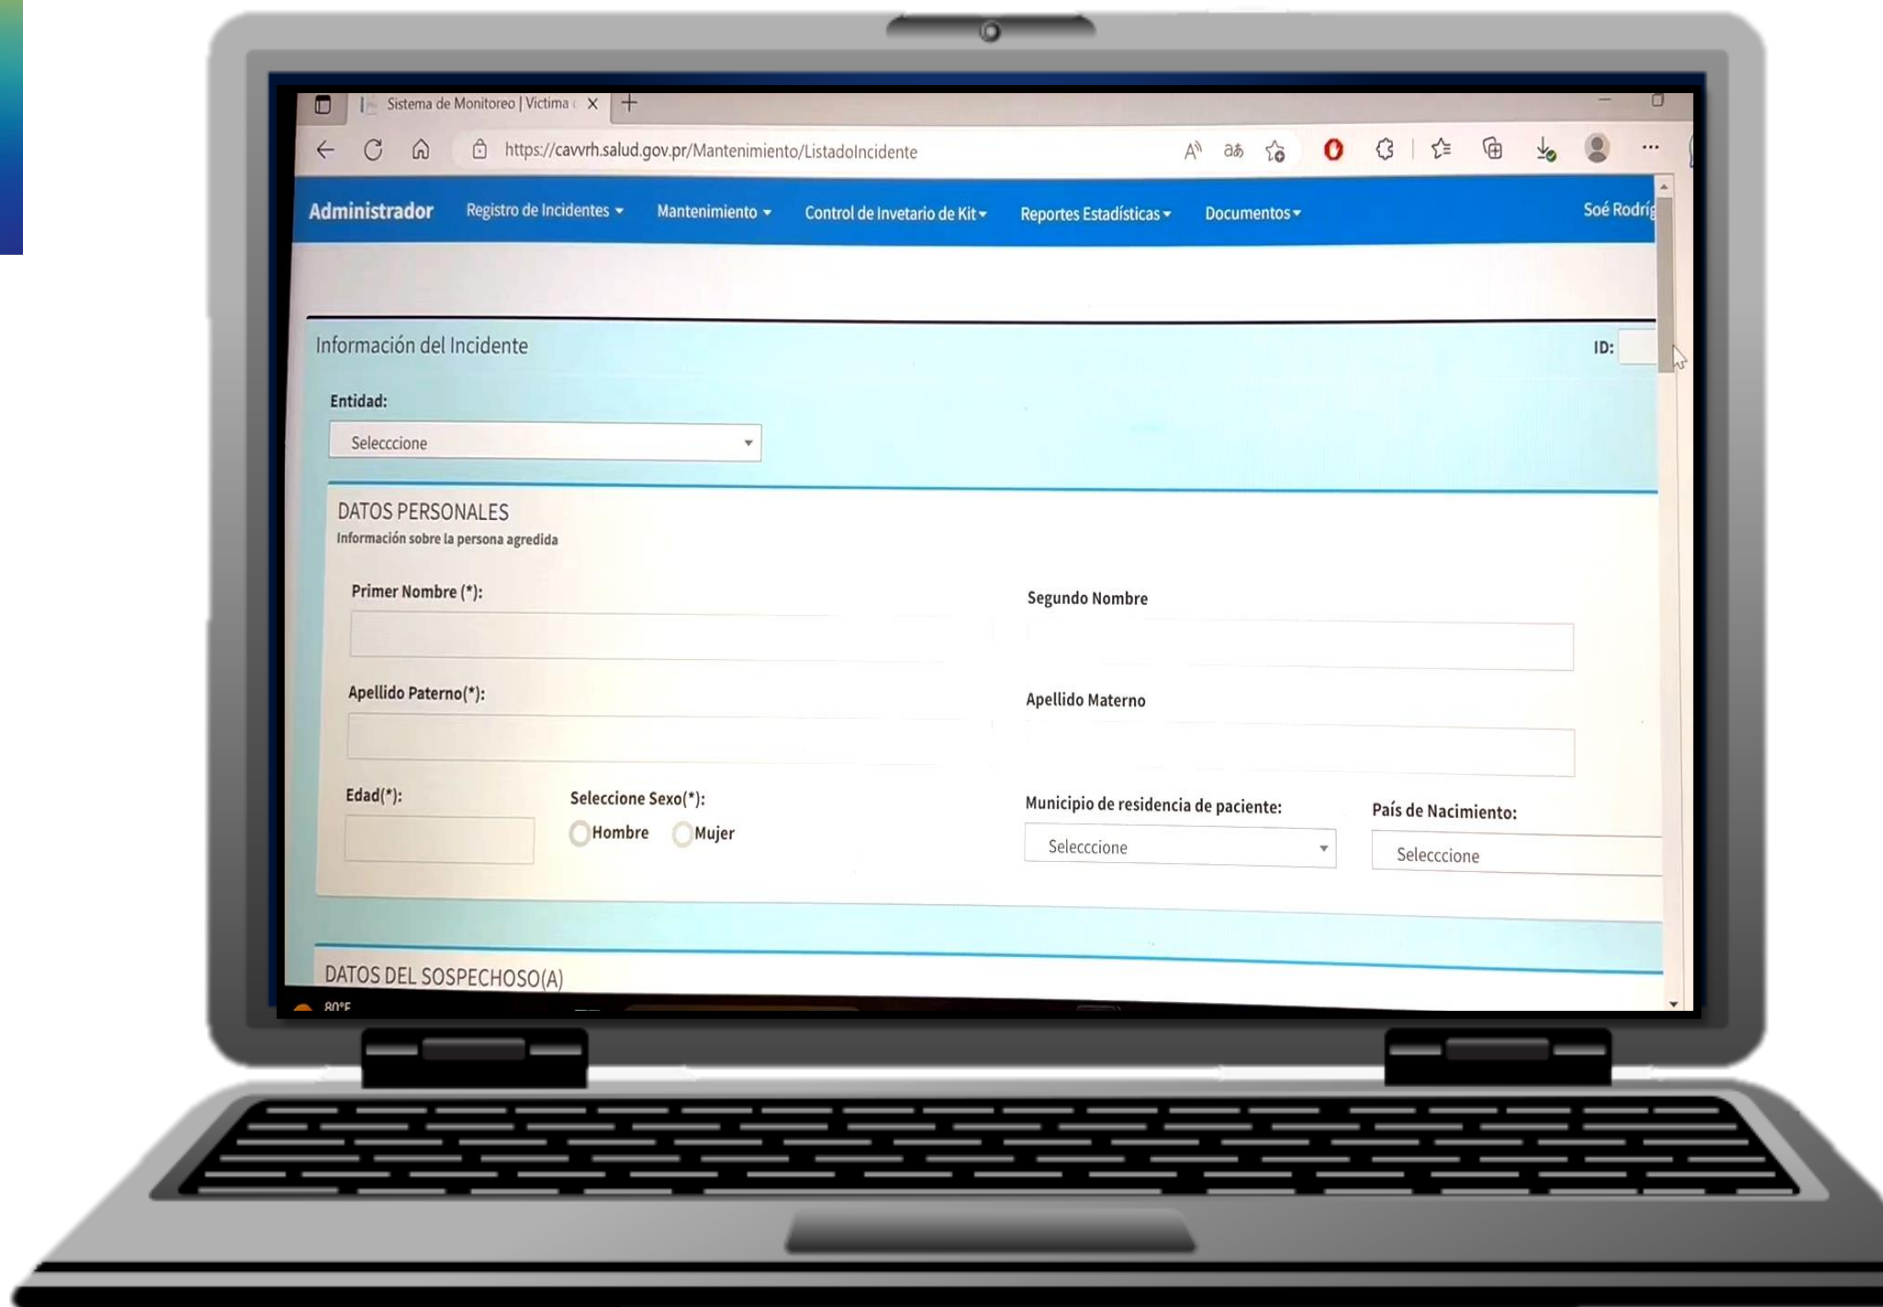 Sistema de Monitoreo | Victima
https://cavvrh.salud.gov.pr/Mantenimiento/ListadoIncidente
Administrador Registro de Incidentes Mantenimiento Control de Invetario de Kit Reportes Estadísticas Documentos Soé Rodríg
Información del Incidente ID:
Entidad:
Selecccione
DATOS PERSONALES
Información sobre la persona agredida
Primer Nombre (*): Segundo Nombre
Apellido Paterno(*): Apellido Materno
Edad(*): Seleccione Sexo(*): Municipio de residencia de paciente: País de Nacimiento:
Hombre Mujer Selecccione Selecccione
DATOS DEL SOSPECHOSO(A)
80°F